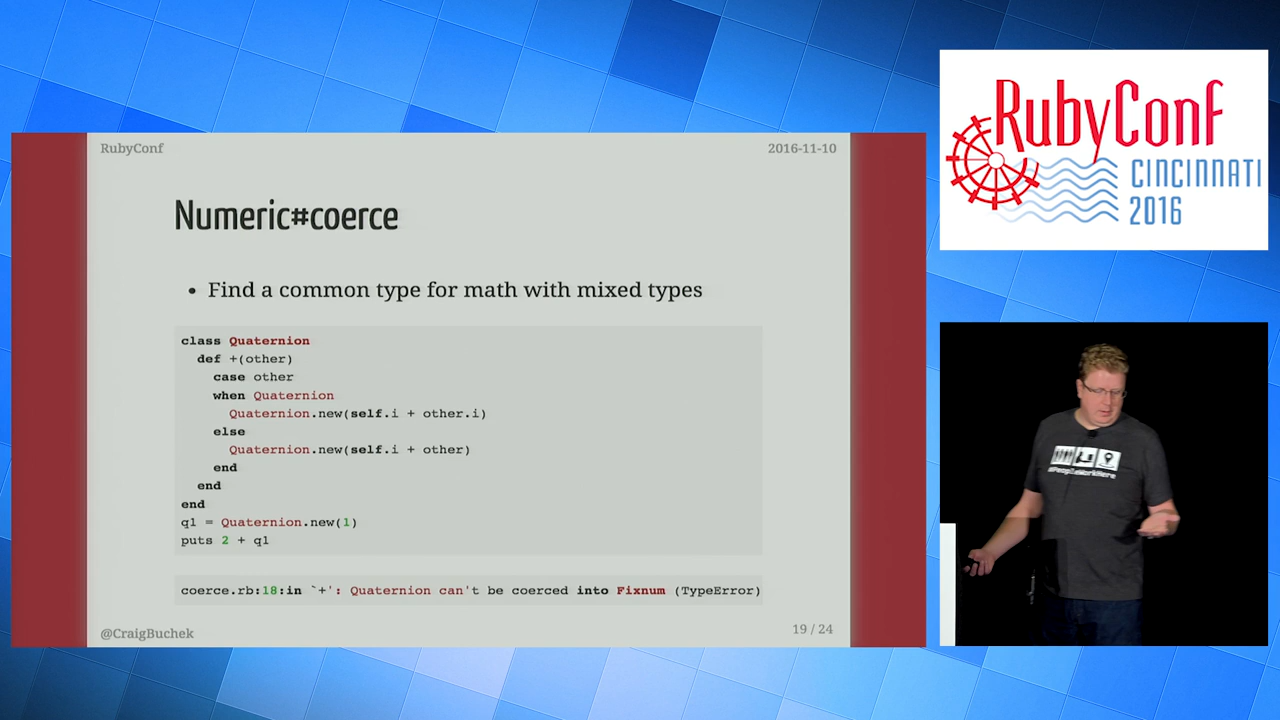 RubyConf
2016-11-10
Numeric#coerce
• Find a common type for math with mixed types
class Quaternion
  def +(other)
    case other
    when Quaternion
      Quaternion.new(self.i + other.i)
    else
      Quaternion.new(self.i + other)
    end
  end
end
q1 = Quaternion.new(1)
puts 2 + q1
coerce.rb:18:in `+': Quaternion can't be coerced into Fixnum (TypeError)
@CraigBuchek
19 / 24
RubyConf
CINCINNATI
2016